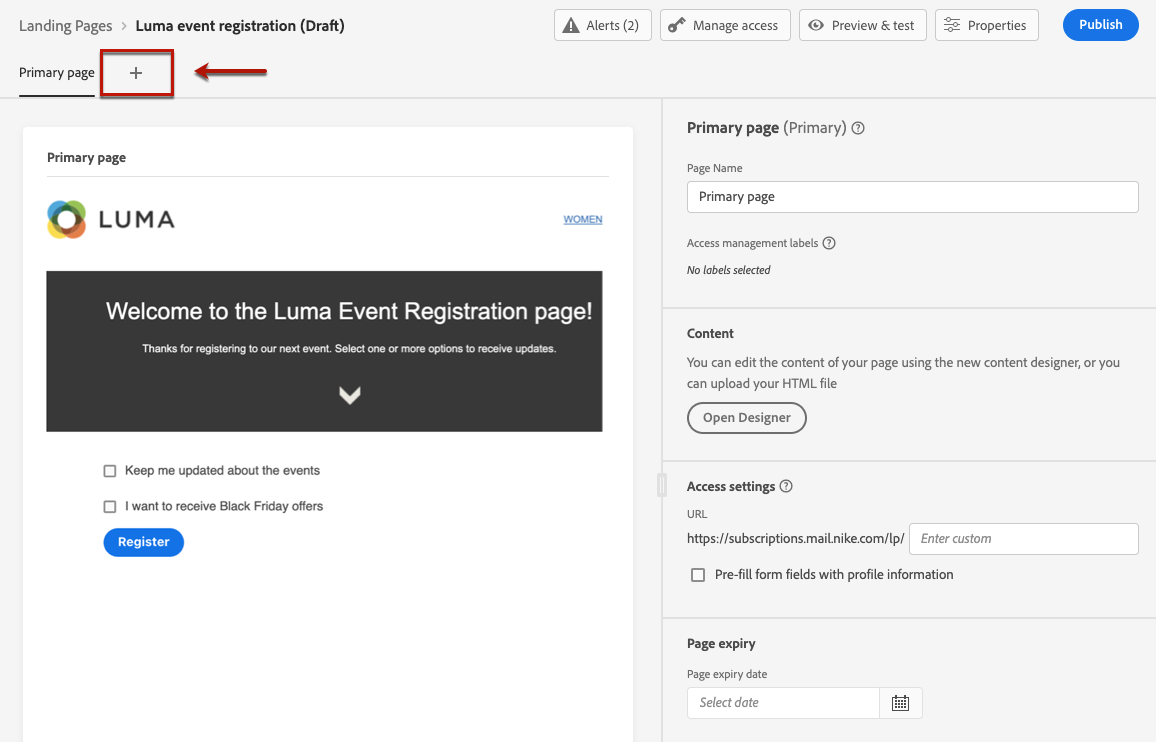 Landing Pages > Luma event registration (Draft)
Alerts (2)
Manage access
Preview & test
Properties
Publish
Primary page
+
Primary page
LUMA
WOMEN
Welcome to the Luma Event Registration page!
Thanks for registering to our next event. Select one or more options to receive updates.
Keep me updated about the events
I want to receive Black Friday offers
Register
Primary page (Primary)
Page Name
Primary page
Access management labels
No labels selected
Content
You can edit the content of your page using the new content designer, or you
can upload your HTML file
Open Designer
Access settings
URL
https://subscriptions.mail.nike.com/lp/ Enter custom
Pre-fill form fields with profile information
Page expiry
Page expiry date
Select date